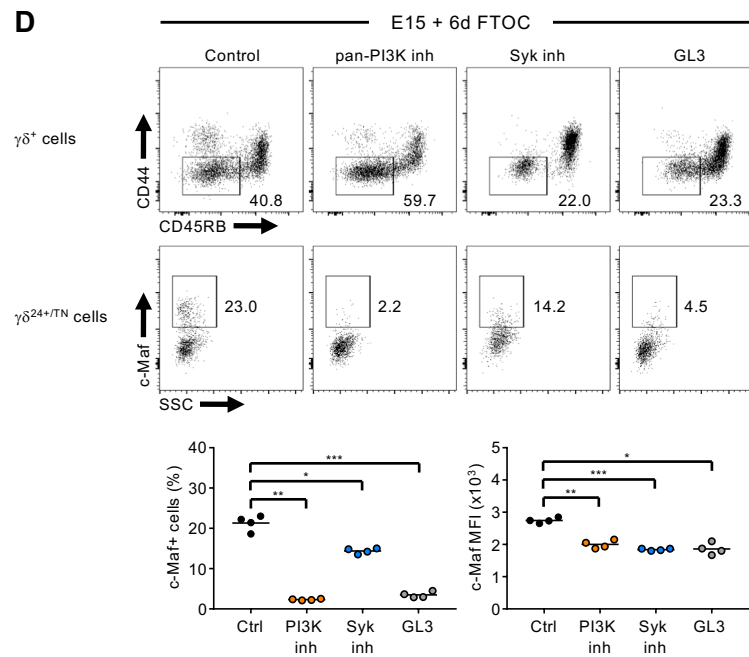 D
E15 + 6d FTOC
Control pan-PI3K inh Syk inh GL3
γδ+ cells
CD44
40.8 59.7 22.0 23.3
CD45RB
γδ24+/TN cells
c-Maf
23.0 2.2 14.2 4.5
SSC
c-Maf+ cells (%)
40
30
20
10
0
***
*
**
Ctrl PI3K inh Syk inh GL3
c-Maf MFI (x103)
5
4
3
2
1
0
*
***
**
Ctrl PI3K inh Syk inh GL3